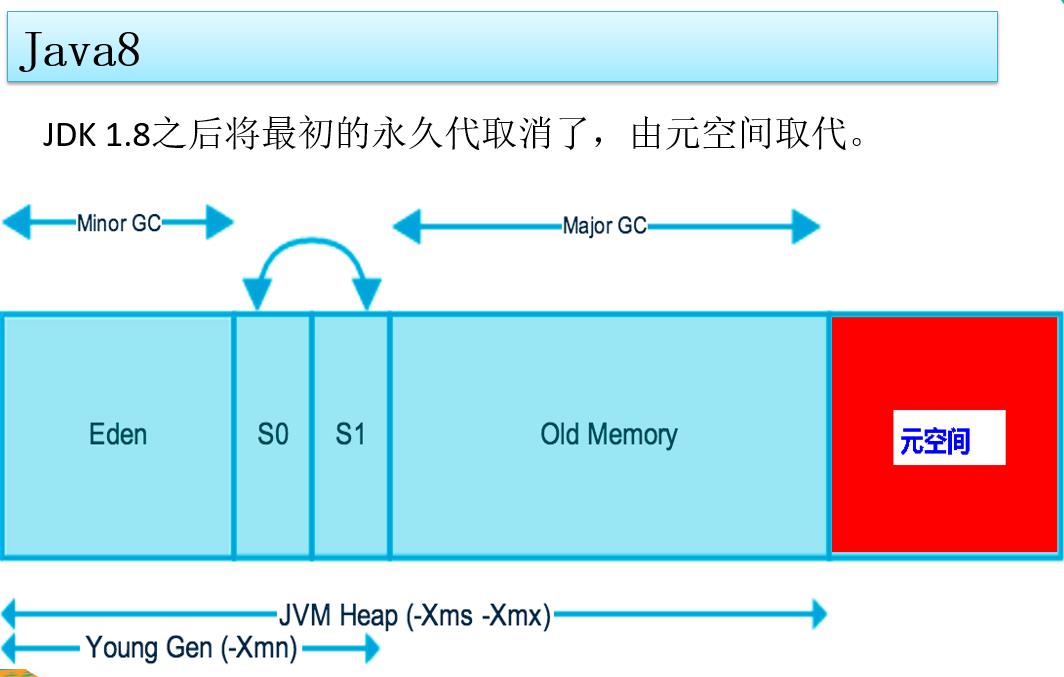 Java8
JDK 1.8之后将最初的永久代取消了，由元空间取代。
Minor GC
Major GC
Eden
S0
S1
Old Memory
元空间
JVM Heap (-Xms -Xmx)
Young Gen (-Xmn)